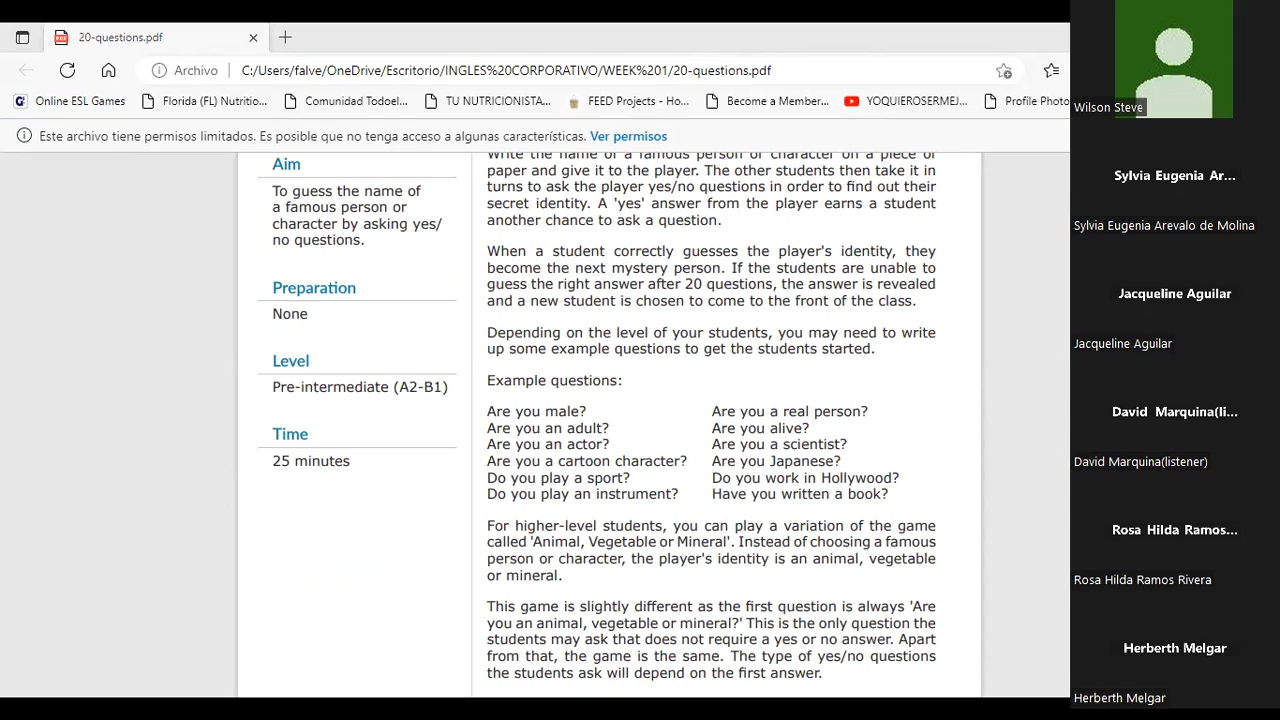 20-questions.pdf
Archivo
C:/Users/falve/OneDrive/Escritorio/INGLES%20CORPORATIVO/WEEK%201/20-questions.pdf
Online ESL Games
Florida (FL) Nutritio...
Comunidad Todoel...
TU NUTRICIONISTA...
FEED Projects - Ho...
Become a Member...
YOQUIEROSERMEJ...
Profile Photo
Este archivo tiene permisos limitados. Es posible que no tenga acceso a algunas características. Ver permisos
Aim
To guess the name of
a famous person or
character by asking yes/
no questions.
Preparation
None
Level
Pre-intermediate (A2-B1)
Time
25 minutes
Write the name of a famous person or character on a piece of
paper and give it to the player. The other students then take it in
turns to ask the player yes/no questions in order to find out their
secret identity. A 'yes' answer from the player earns a student
another chance to ask a question.
When a student correctly guesses the player's identity, they
become the next mystery person. If the students are unable to
guess the right answer after 20 questions, the answer is revealed
and a new student is chosen to come to the front of the class.
Depending on the level of your students, you may need to write
up some example questions to get the students started.
Example questions:
Are you male?
Are you an adult?
Are you an actor?
Are you a cartoon character?
Do you play a sport?
Do you play an instrument?
Are you a real person?
Are you alive?
Are you a scientist?
Are you Japanese?
Do you work in Hollywood?
Have you written a book?
For higher-level students, you can play a variation of the game
called 'Animal, Vegetable or Mineral'. Instead of choosing a famous
person or character, the player's identity is an animal, vegetable
or mineral.
This game is slightly different as the first question is always 'Are
you an animal, vegetable or mineral?' This is the only question the
students may ask that does not require a yes or no answer. Apart
from that, the game is the same. The type of yes/no questions
the students ask will depend on the first answer.
Wilson Steve
Sylvia Eugenia Ar...
Sylvia Eugenia Arevalo de Molina
Jacqueline Aguilar
Jacqueline Aguilar
David Marquina(li...
David Marquina(listener)
Rosa Hilda Ramos...
Rosa Hilda Ramos Rivera
Herberth Melgar
Herberth Melgar